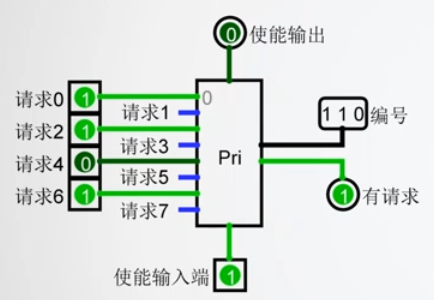 0 使能输出
请求0 1 0
请求1
请求2 1
请求3
请求4 0
请求5
请求6 1
请求7
Pri
1 1 0 编号
1 有请求
使能输入端 1